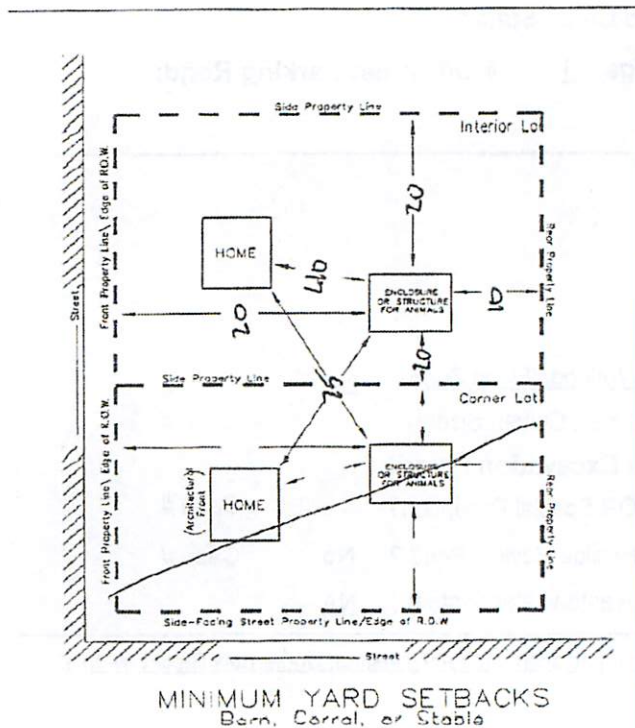 Side Property Line
Interior Lo
Front Property Line\ Edge of R.O.W.
Street
20
HOME
40
ENCLOSURE
OR STRUCTURE
FOR ANIMALS
10
Rear Property Line
20
20
75
Side Property Line
Corner Lot
Front Property Line\ Edge of R.O.W.
(Architectural
Front
HOME
ENCLOSURE
OR STRUCTURE
FOR ANIMALS
Rear Property Line
Side-Facing Street Property Line/Edge of R.O.W
Street
MINIMUM YARD SETBACKS
Barn, Corral, or Stable